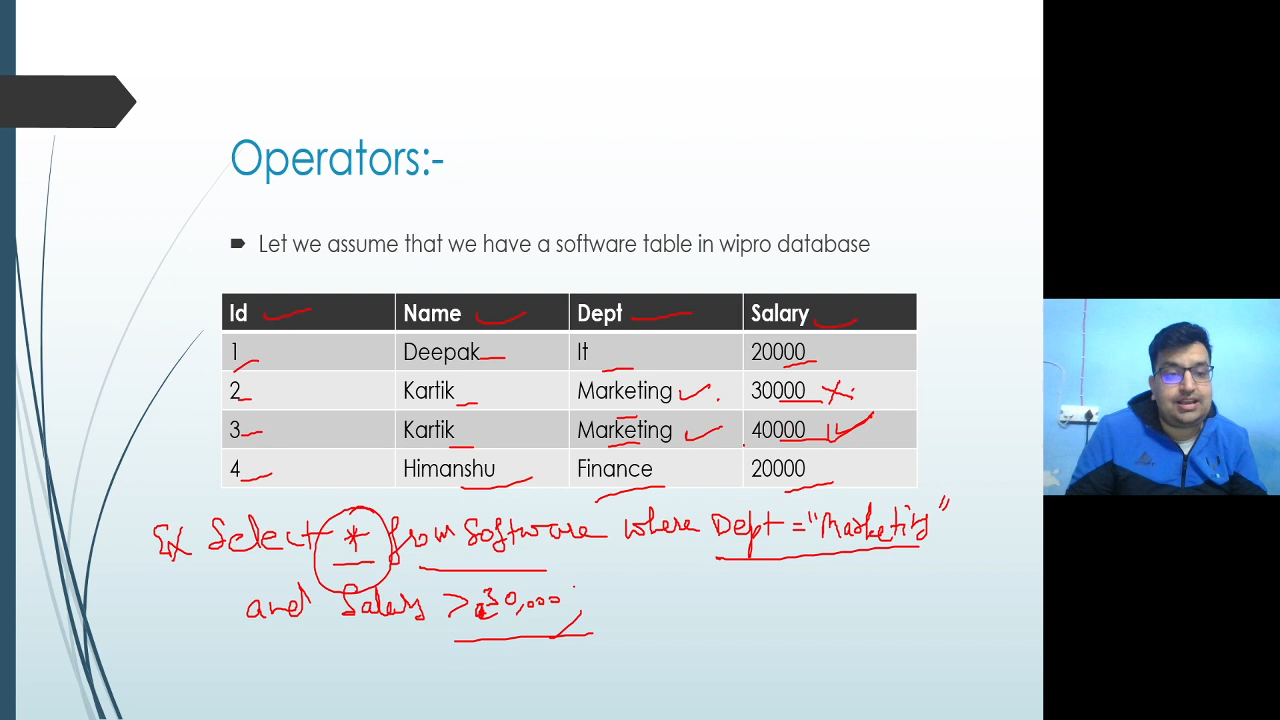 Operators:-
Let we assume that we have a software table in wipro database
Id Name Dept Salary
1 Deepak It 20000
2 Kartik Marketing 30000
3 Kartik Marketing 40000
4 Himanshu Finance 20000
Ex Select * from Software where Dept = "Marketing"
and Salary > 30,000